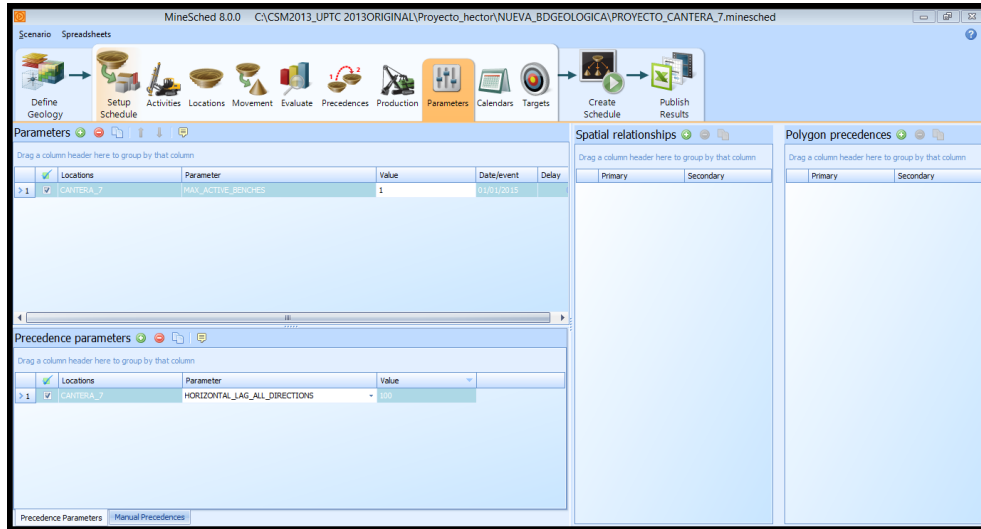 MineSched 8.0.0 C:\CSM2013_UPTC 2013ORIGINAL\Proyecto_hector\NUEVA_BDGEOLOGICA\PROYECTO_CANTERA_7.minesched
Scenario Spreadsheets
Define Geology
Setup Schedule
Activities Locations Movement Evaluate Precedences Production Parameters Calendars Targets
Create Schedule
Publish Results
Parameters
Drag a column header here to group by that column
Locations Parameter Value Date/event Delay
1 CANTERA_7 MAX_ACTIVE_BENCHES 1 01/01/2015
Precedence parameters
Drag a column header here to group by that column
Locations Parameter Value
1 CANTERA_7 HORIZONTAL_LAG_ALL_DIRECTIONS 100
Precedence Parameters Manual Precedences
Spatial relationships
Drag a column header here to group by that column
Primary Secondary
Polygon precedences
Drag a column header here to group by that column
Primary Secondary